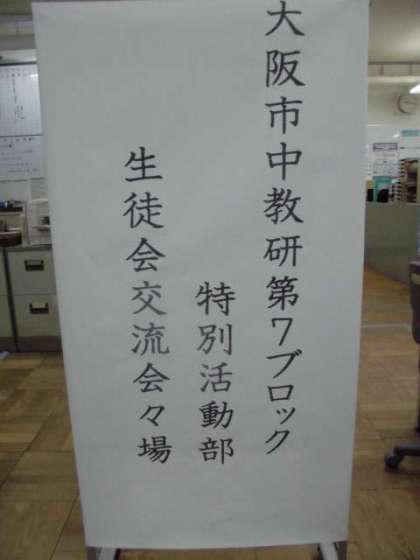 大阪市中教研第7ブロック
特別活動部
生徒会交流会々場